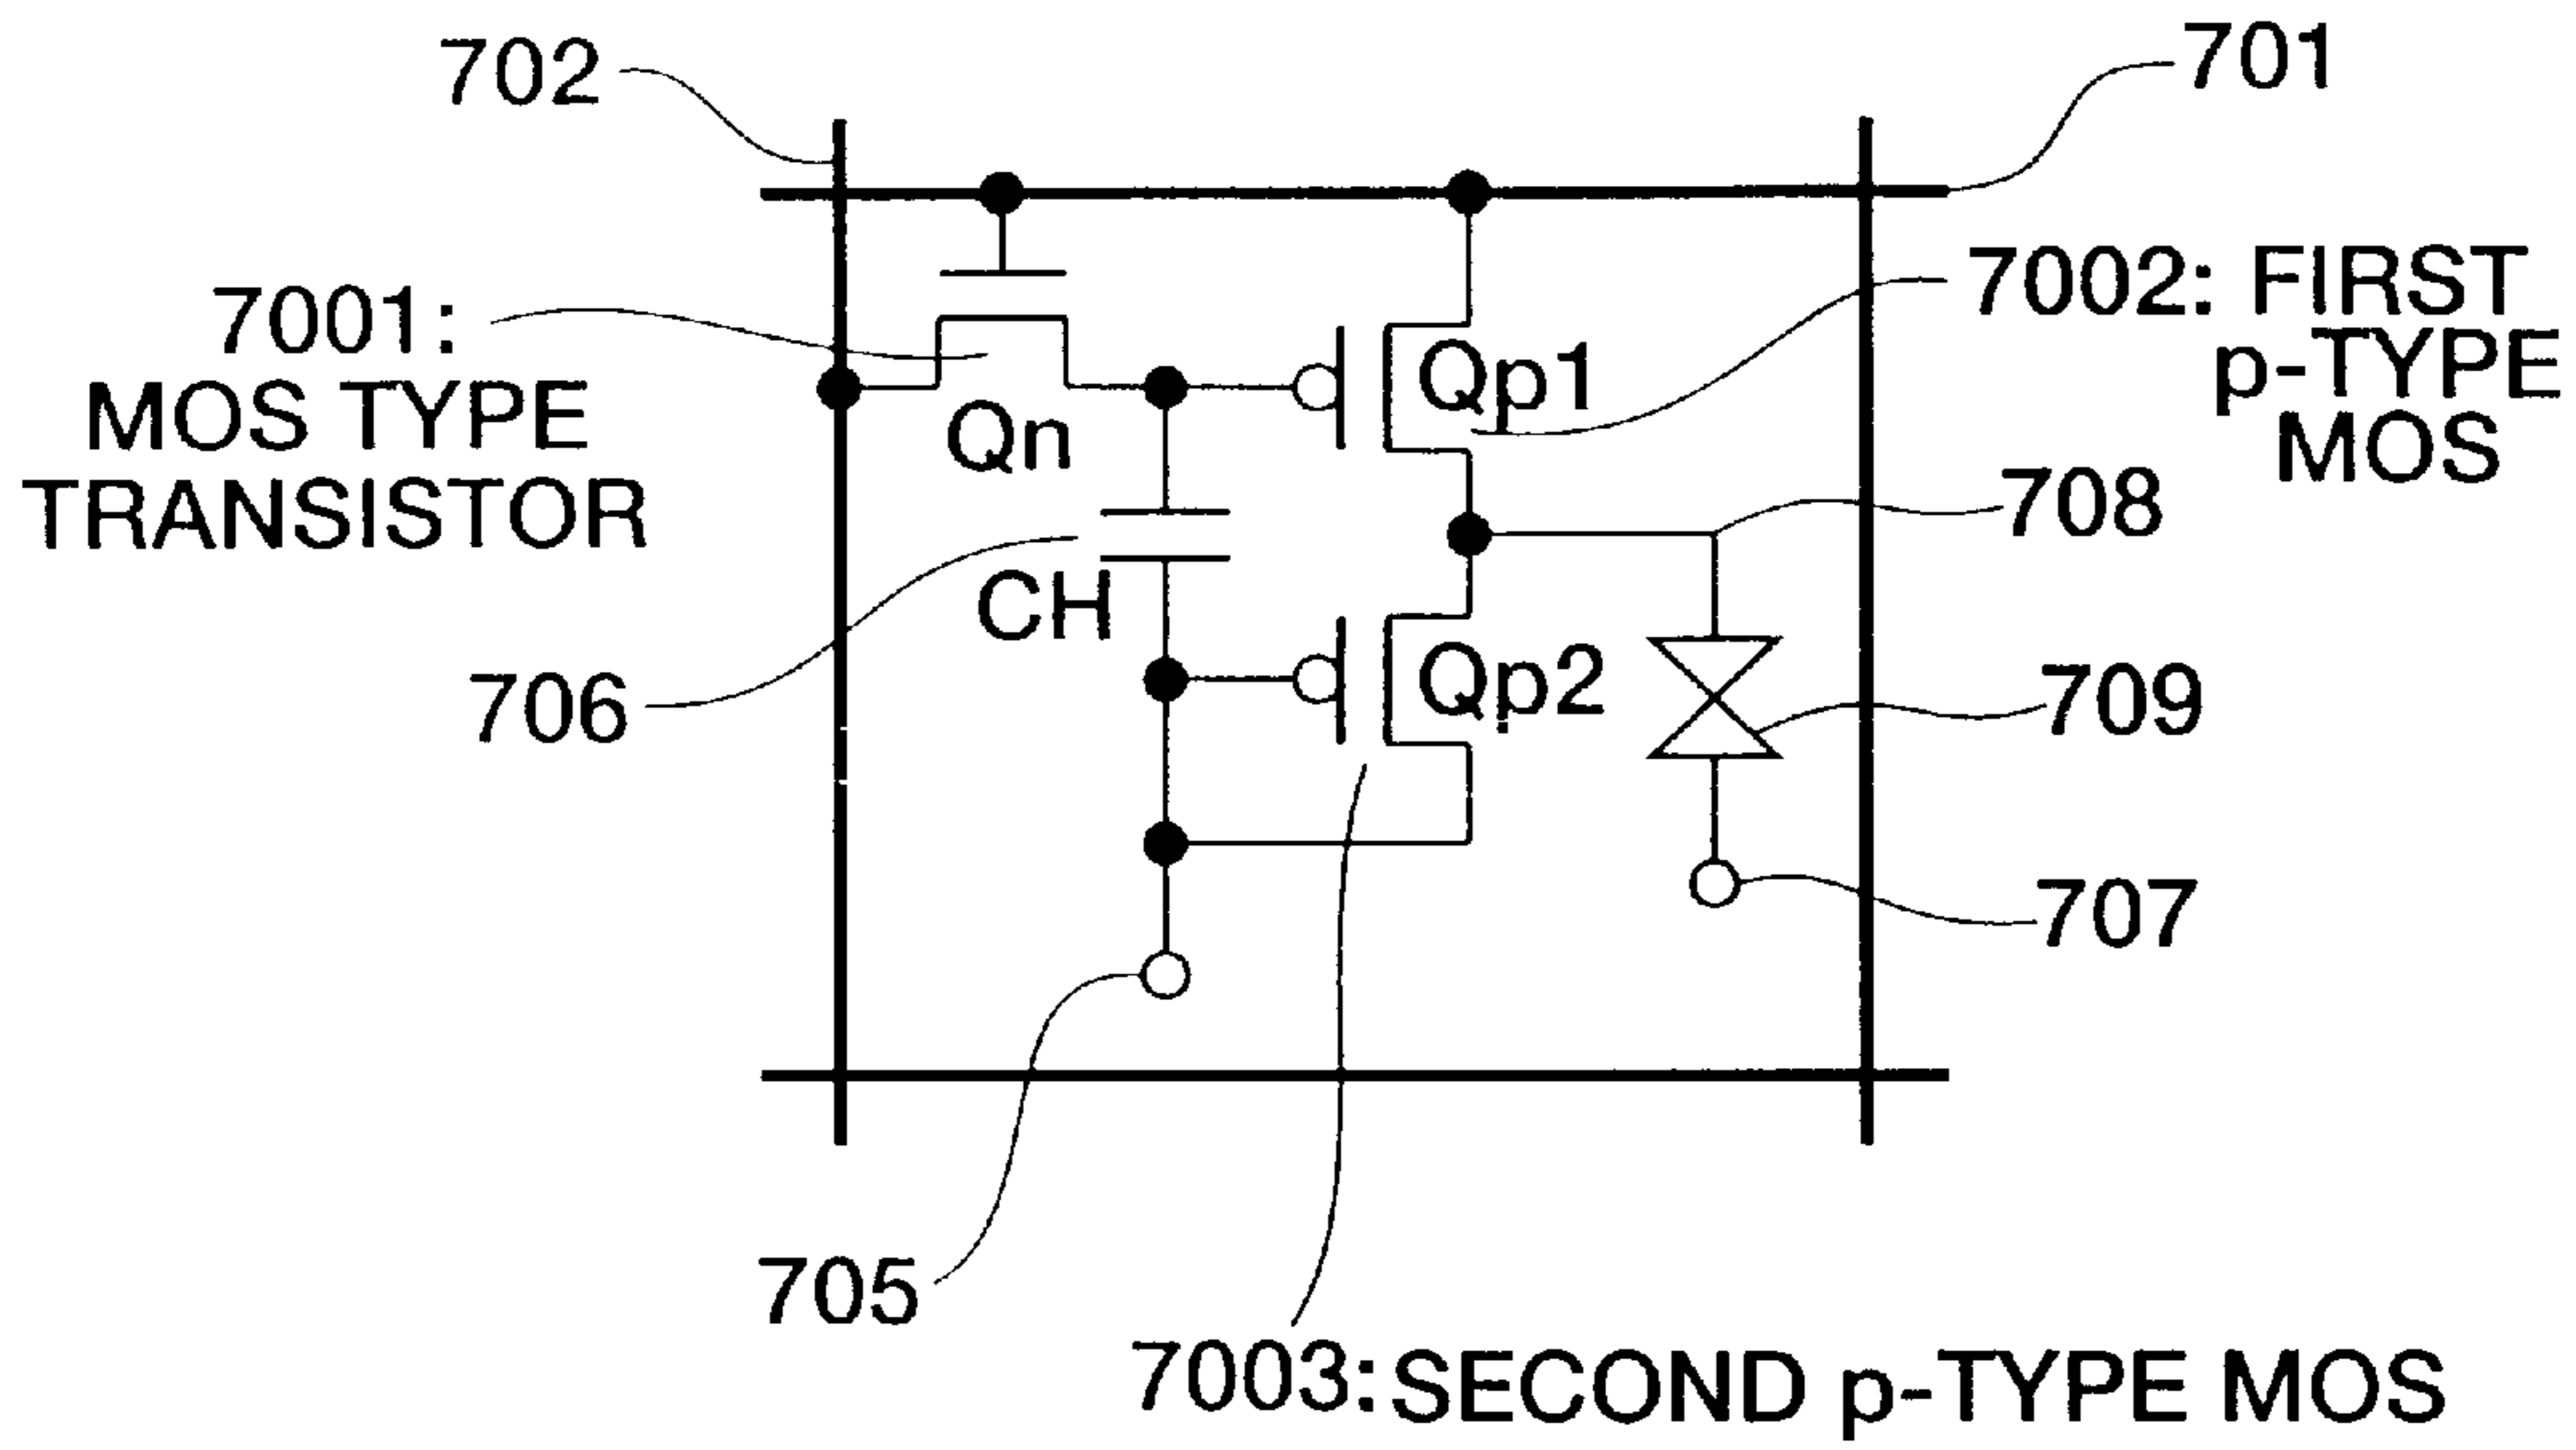 702
701
7001:
MOS TYPE
TRANSISTOR
7002: FIRST
p-TYPE
MOS
Qp1
Qn
708
CH
706
Qp2
709
707
705
7003: SECOND p-TYPE MOS